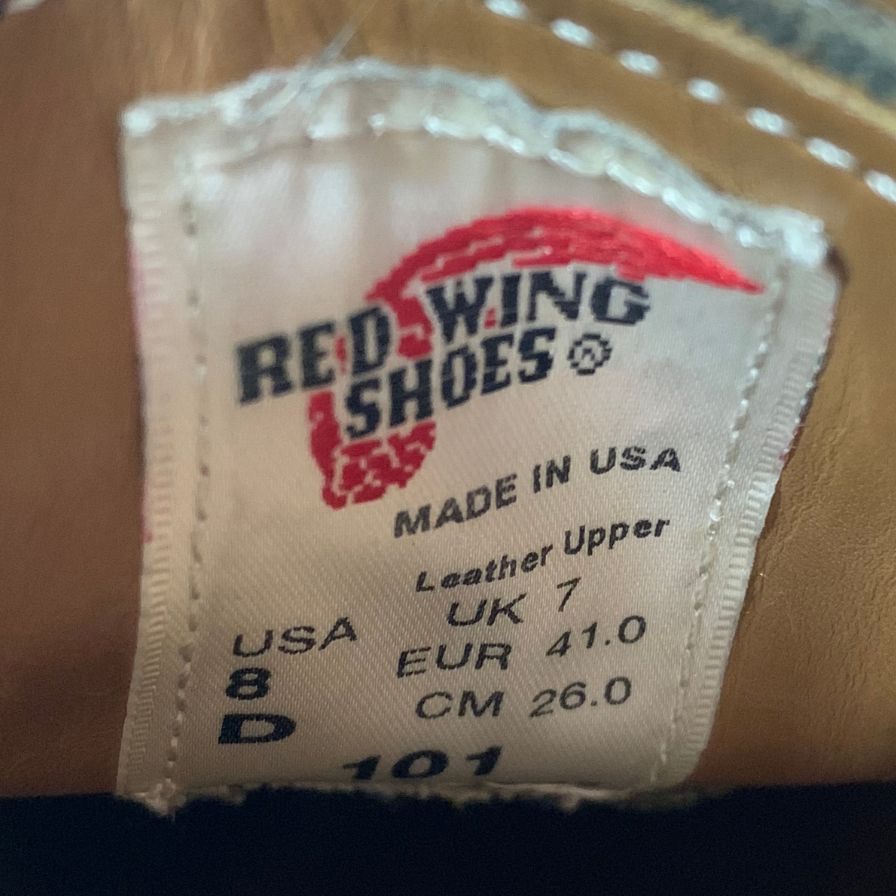 RED WING
SHOES®
MADE IN USA
Leather Upper
USA
8
D
UK 7
EUR 41.0
CM 26.0
101